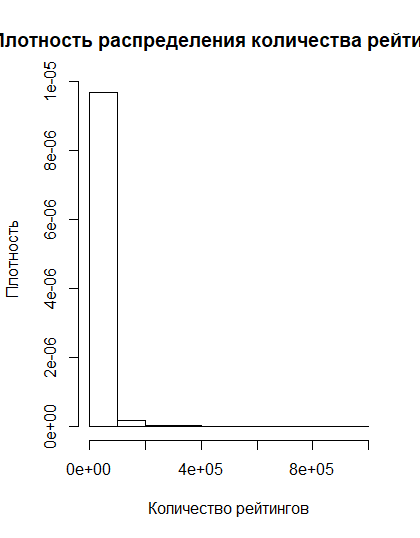 Плотность распределения количества рейти
Плотность
0e+00
2e-06
4e-06
6e-06
8e-06
1e-05
0e+00 4e+05 8e+05
Количество рейтингов